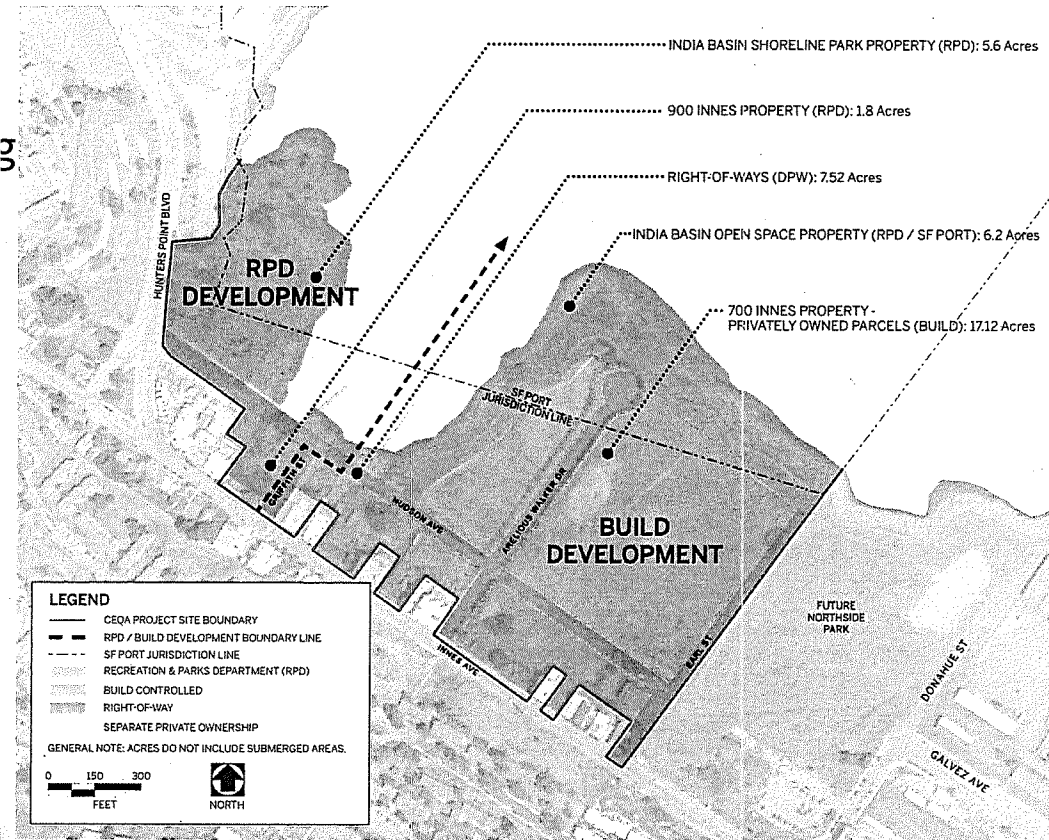 INDIA BASIN SHORELINE PARK PROPERTY (RPD): 5.6 Acres
900 INNES PROPERTY (RPD): 1.8 Acres
RIGHT-OF-WAYS (DPW): 7.52 Acres
INDIA BASIN OPEN SPACE PROPERTY (RPD / SF PORT): 6.2 Acres
700 INNES PROPERTY -
PRIVATELY OWNED PARCELS (BUILD): 17.12 Acres
HUNTERS POINT BLVD
RPD
DEVELOPMENT
SF PORT
JURISDICTION LINE
GRIFFITH ST
HUDSON AVE
ARELIOUS WALKER DR
BUILD
DEVELOPMENT
INNES AVE
EARL ST
FUTURE
NORTHSIDE
PARK
DONAHUE ST
GALVEZ AVE
LEGEND
CEQA PROJECT SITE BOUNDARY
RPD / BUILD DEVELOPMENT BOUNDARY LINE
SF PORT JURISDICTION LINE
RECREATION & PARKS DEPARTMENT (RPD)
BUILD CONTROLLED
RIGHT-OF-WAY
SEPARATE PRIVATE OWNERSHIP
GENERAL NOTE: ACRES DO NOT INCLUDE SUBMERGED AREAS.
0 150 300
FEET
NORTH